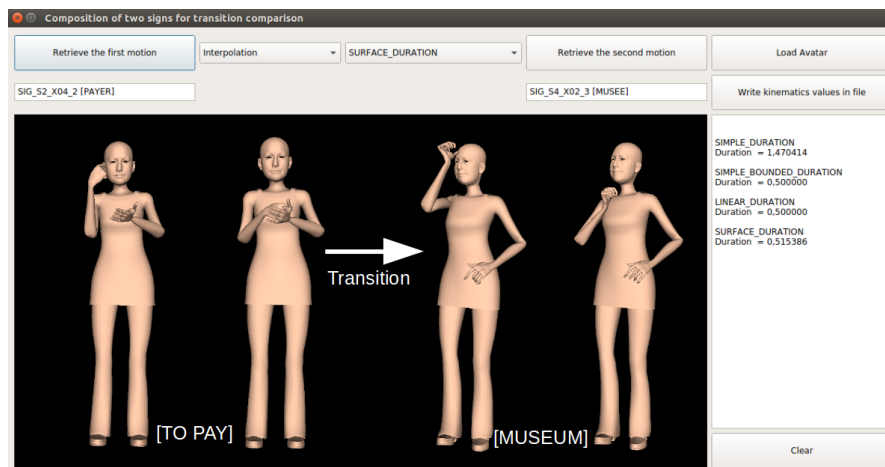 Composition of two signs for transition comparison
Retrieve the first motion
Interpolation
SURFACE_DURATION
Retrieve the second motion
Load Avatar
SIG_S2_X04_2 [PAYER]
SIG_S4_X02_3 [MUSEE]
Write kinematics values in file
SIMPLE_DURATION
Duration = 1,470414
SIMPLE_BOUNDED_DURATION
Duration = 0,500000
LINEAR_DURATION
Duration = 0,500000
SURFACE_DURATION
Duration = 0,515386
Transition
[TO PAY]
[MUSEUM]
Clear